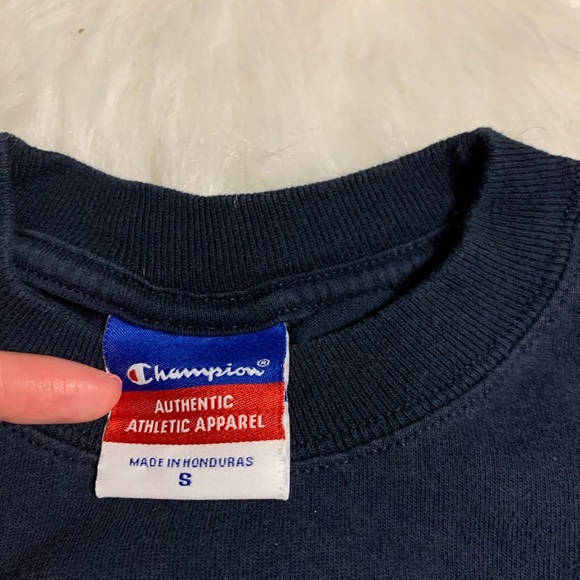 Champion®
AUTHENTIC
ATHLETIC APPAREL
MADE IN HONDURAS
S